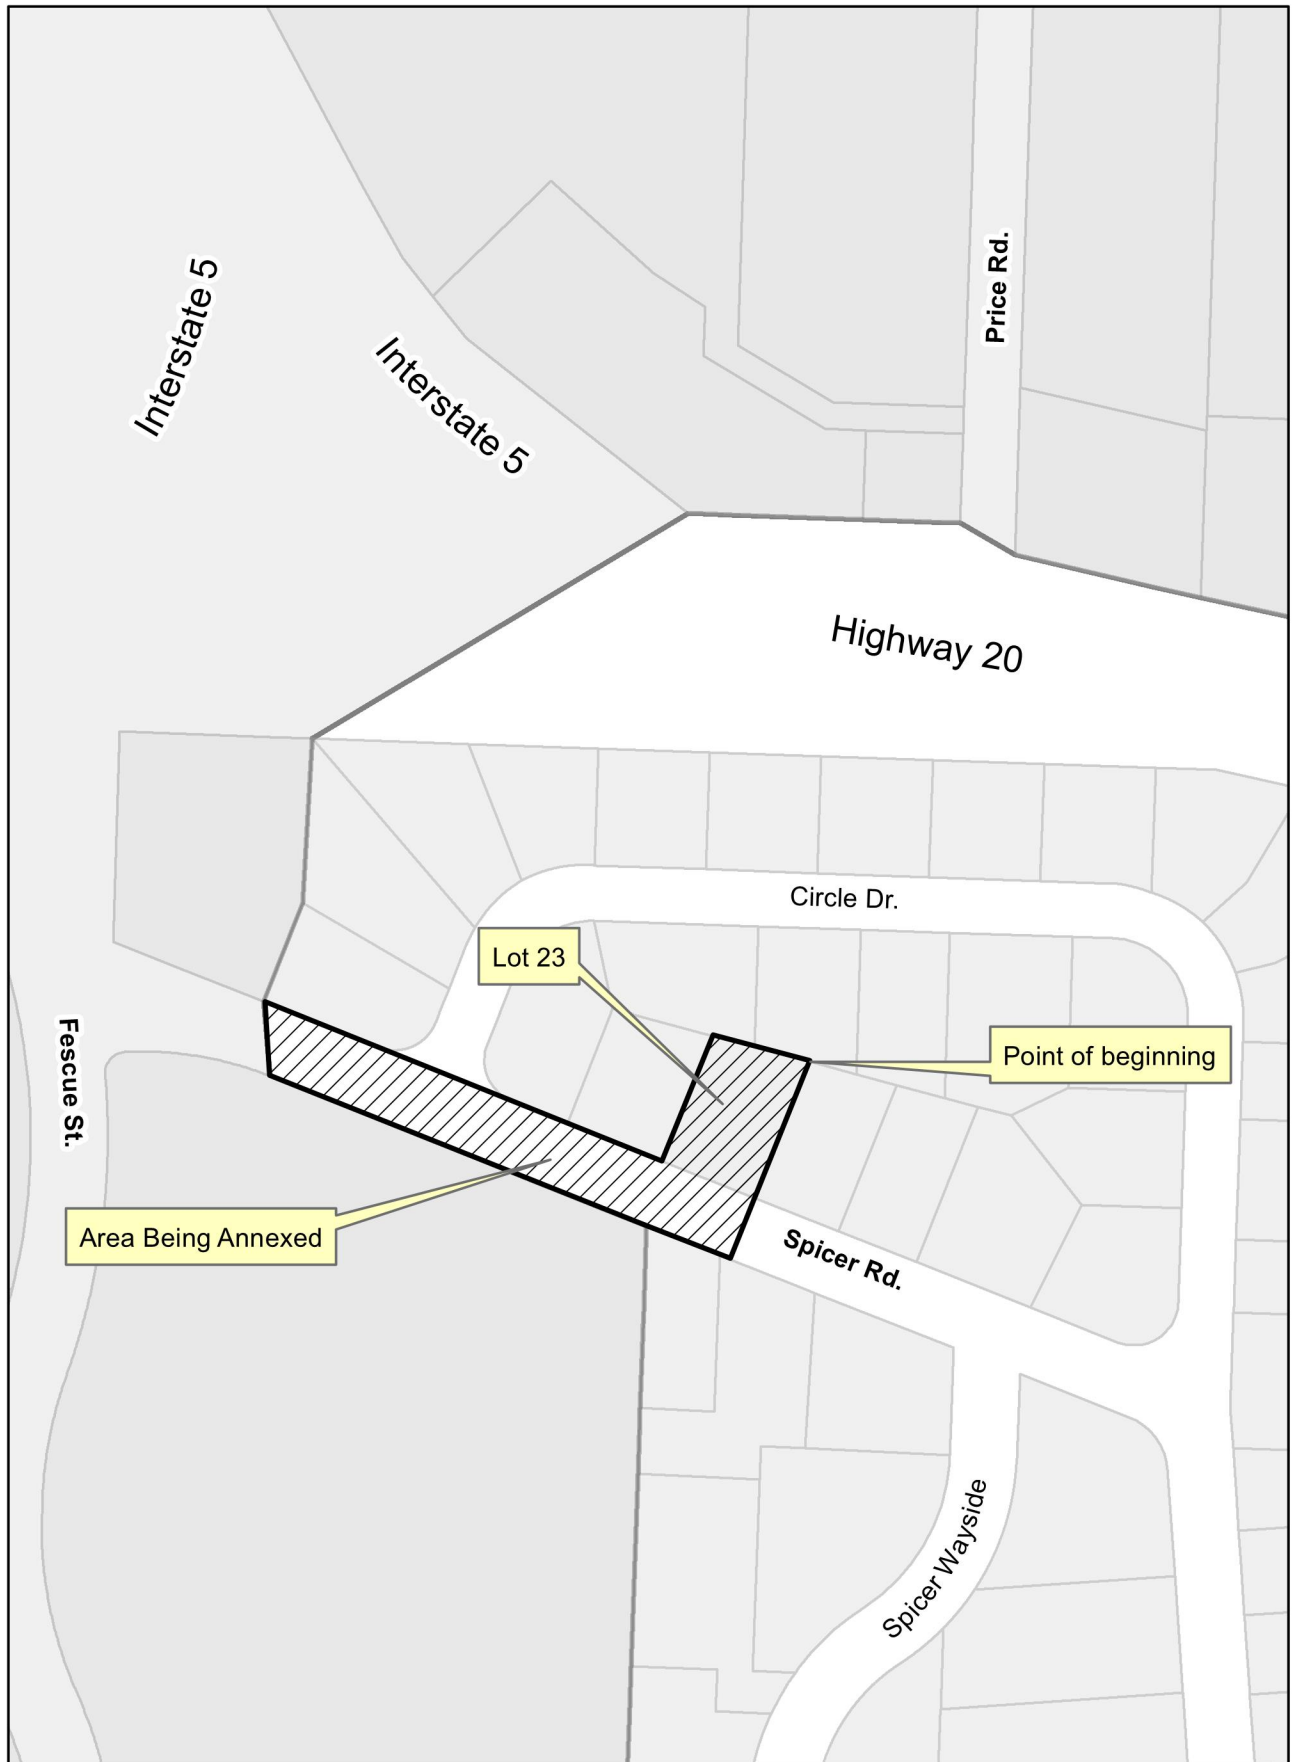 Price Rd.
Interstate 5
Interstate 5
Highway 20
Circle Dr.
Lot 23
Point of beginning
Fescue St.
Area Being Annexed
Spicer Rd.
Spicer Wayside